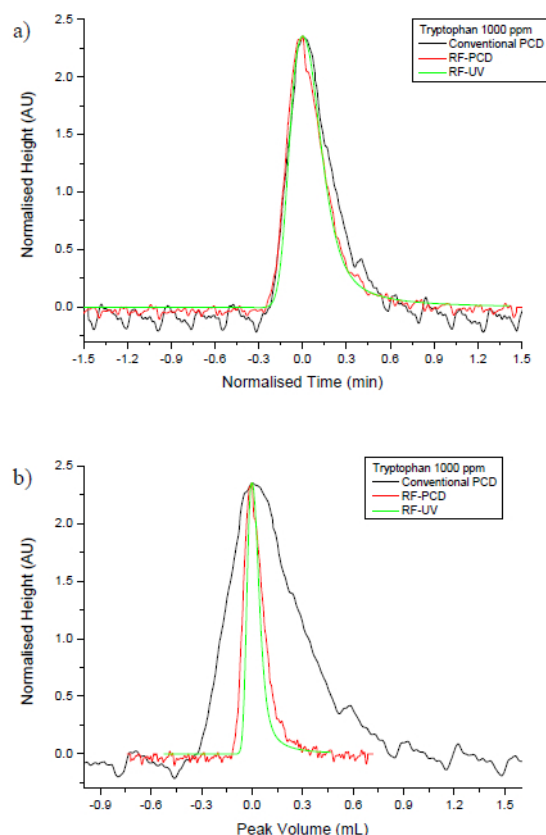 a)
Tryptophan 1000 ppm
Conventional PCD
RF-PCD
RF-UV
Normalised Height (AU)
2.5
2.0
1.5
1.0
0.5
0.0
-1.5 -1.2 -0.9 -0.6 -0.3 0.0 0.3 0.6 0.9 1.2 1.5
Normalised Time (min)
b)
Tryptophan 1000 ppm
Conventional PCD
RF-PCD
RF-UV
Normalised Height (AU)
2.5
2.0
1.5
1.0
0.5
0.0
-0.9 -0.6 -0.3 0.0 0.3 0.6 0.9 1.2 1.5
Peak Volume (mL)